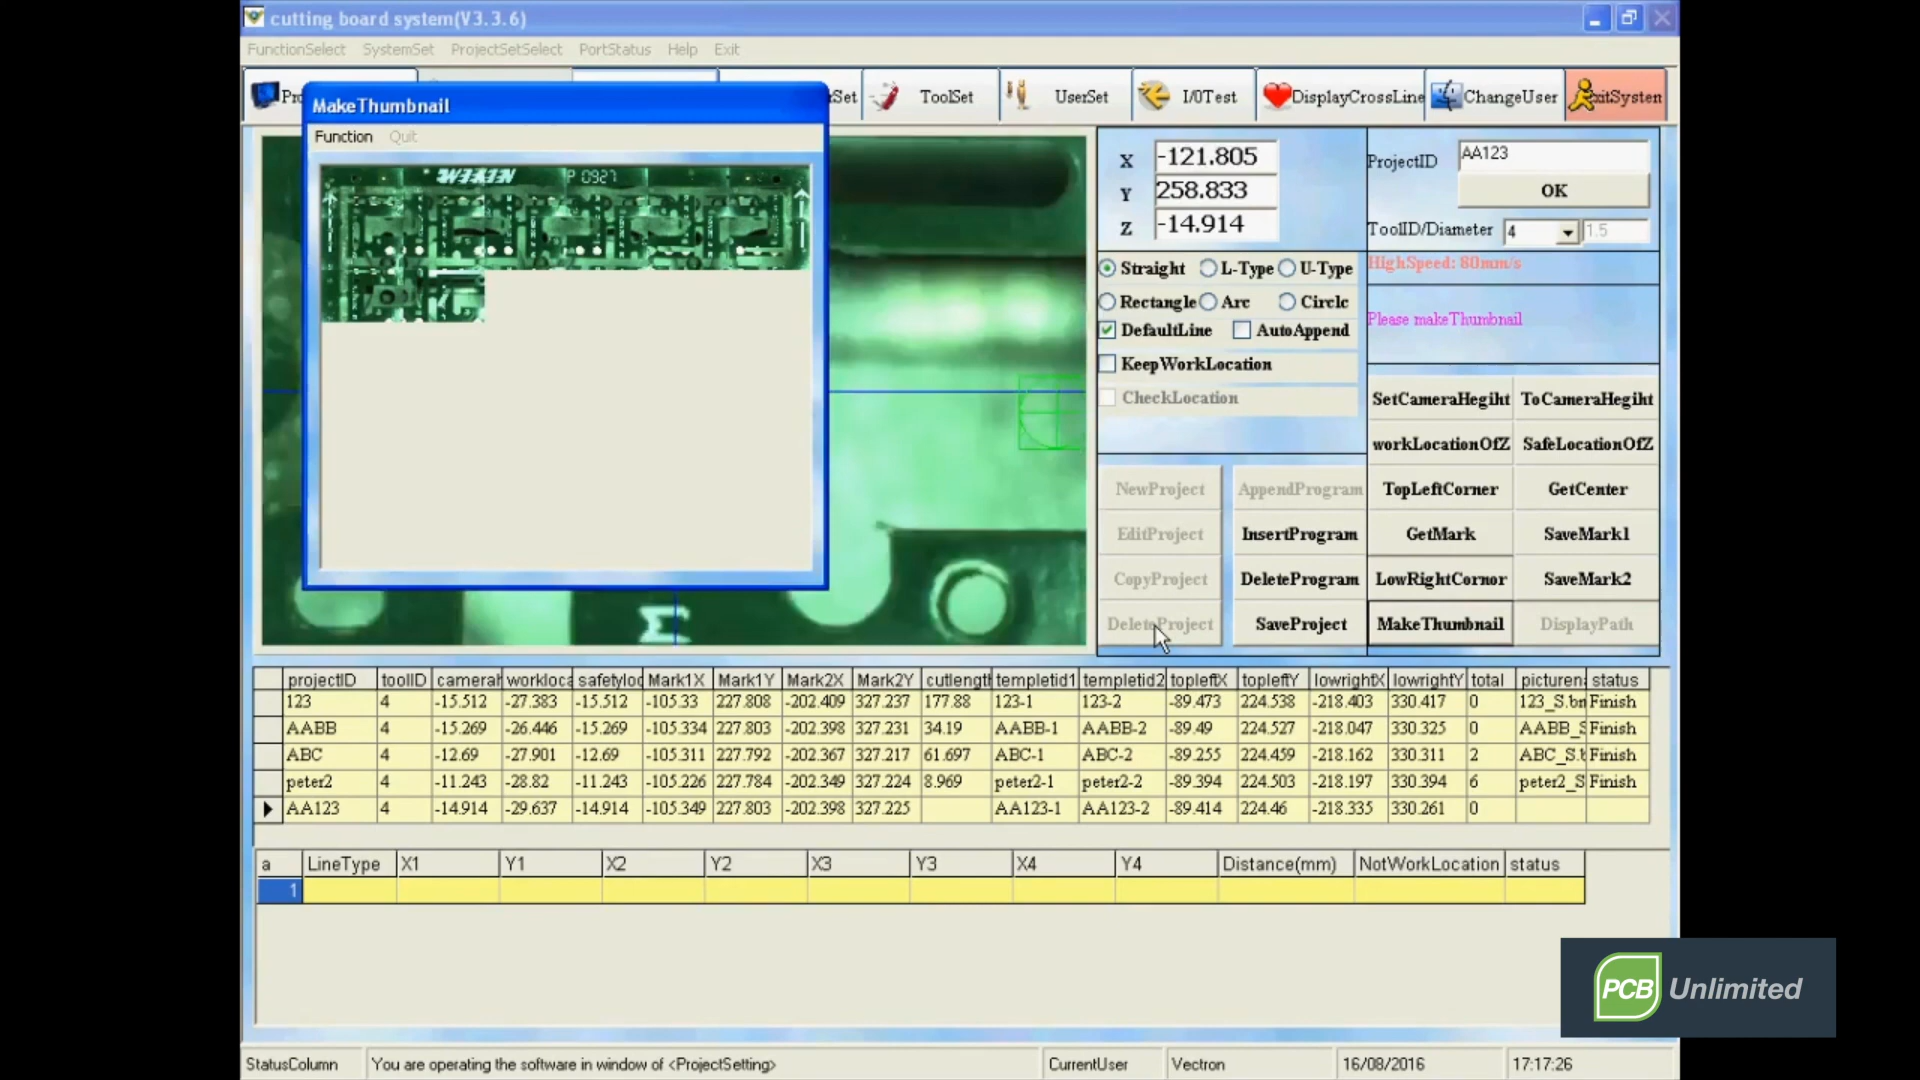 cutting board system(V3.3.6)
FunctionSelect SystemSet ProjectSetSelect PortStatus Help Exit
ToolSet UserSet I/0Test DisplayCrossLine ChangeUser
MakeThumbnail
Function Quit
P 0927
X -121.805
Y 258.833
Z -14.914
ProjectID AA123
OK
ToolID/Diameter 4 1.5
HighSpeed: 80mm/s
Please makeThumbnail
Straight L-Type U-Type
Rectangle Arc Circle
DefaultLine AutoAppend
KeepWorkLocation
CheckLocation
SetCameraHegiht ToCameraHegiht
workLocationOfZ SafeLocationOfZ
NewProject AppendProgram TopLeftCorner GetCenter
EditProject InsertProgram GetMark SaveMark1
CopyProject DeleteProgram LowRightCornor SaveMark2
DeleteProject SaveProject MakeThumbnail DisplayPath
projectID toolID camerah workloca safetyloc Mark1X Mark1Y Mark2X Mark2Y cutlengt templetid1 templetid2 topleftX topleftY lowrightX lowrightY total picturena status
123 4 -15.512 -27.383 -15.512 -105.33 227.808 -202.409 327.237 177.88 123-1 123-2 -89.473 224.538 -218.403 330.417 0 123_S.bm Finish
AABB 4 -15.269 -26.446 -15.269 -105.334 227.803 -202.398 327.231 34.19 AABB-1 AABB-2 -89.49 224.527 -218.047 330.325 0 AABB_S Finish
ABC 4 -12.69 -27.901 -12.69 -105.311 227.792 -202.367 327.217 61.697 ABC-1 ABC-2 -89.255 224.459 -218.162 330.311 2 ABC_S.b Finish
peter2 4 -11.243 -28.82 -11.243 -105.226 227.784 -202.349 327.224 8.969 peter2-1 peter2-2 -89.394 224.503 -218.197 330.394 6 peter2_S Finish
AA123 4 -14.914 -29.637 -14.914 -105.349 227.803 -202.398 327.225 AA123-1 AA123-2 -89.414 224.46 -218.335 330.261 0
a LineType X1 Y1 X2 Y2 X3 Y3 X4 Y4 Distance(mm) NotWorkLocation status
1
PCB Unlimited
StatusColumn You are operating the software in window of <ProjectSetting> CurrentUser Vectron 16/08/2016 17:17:26